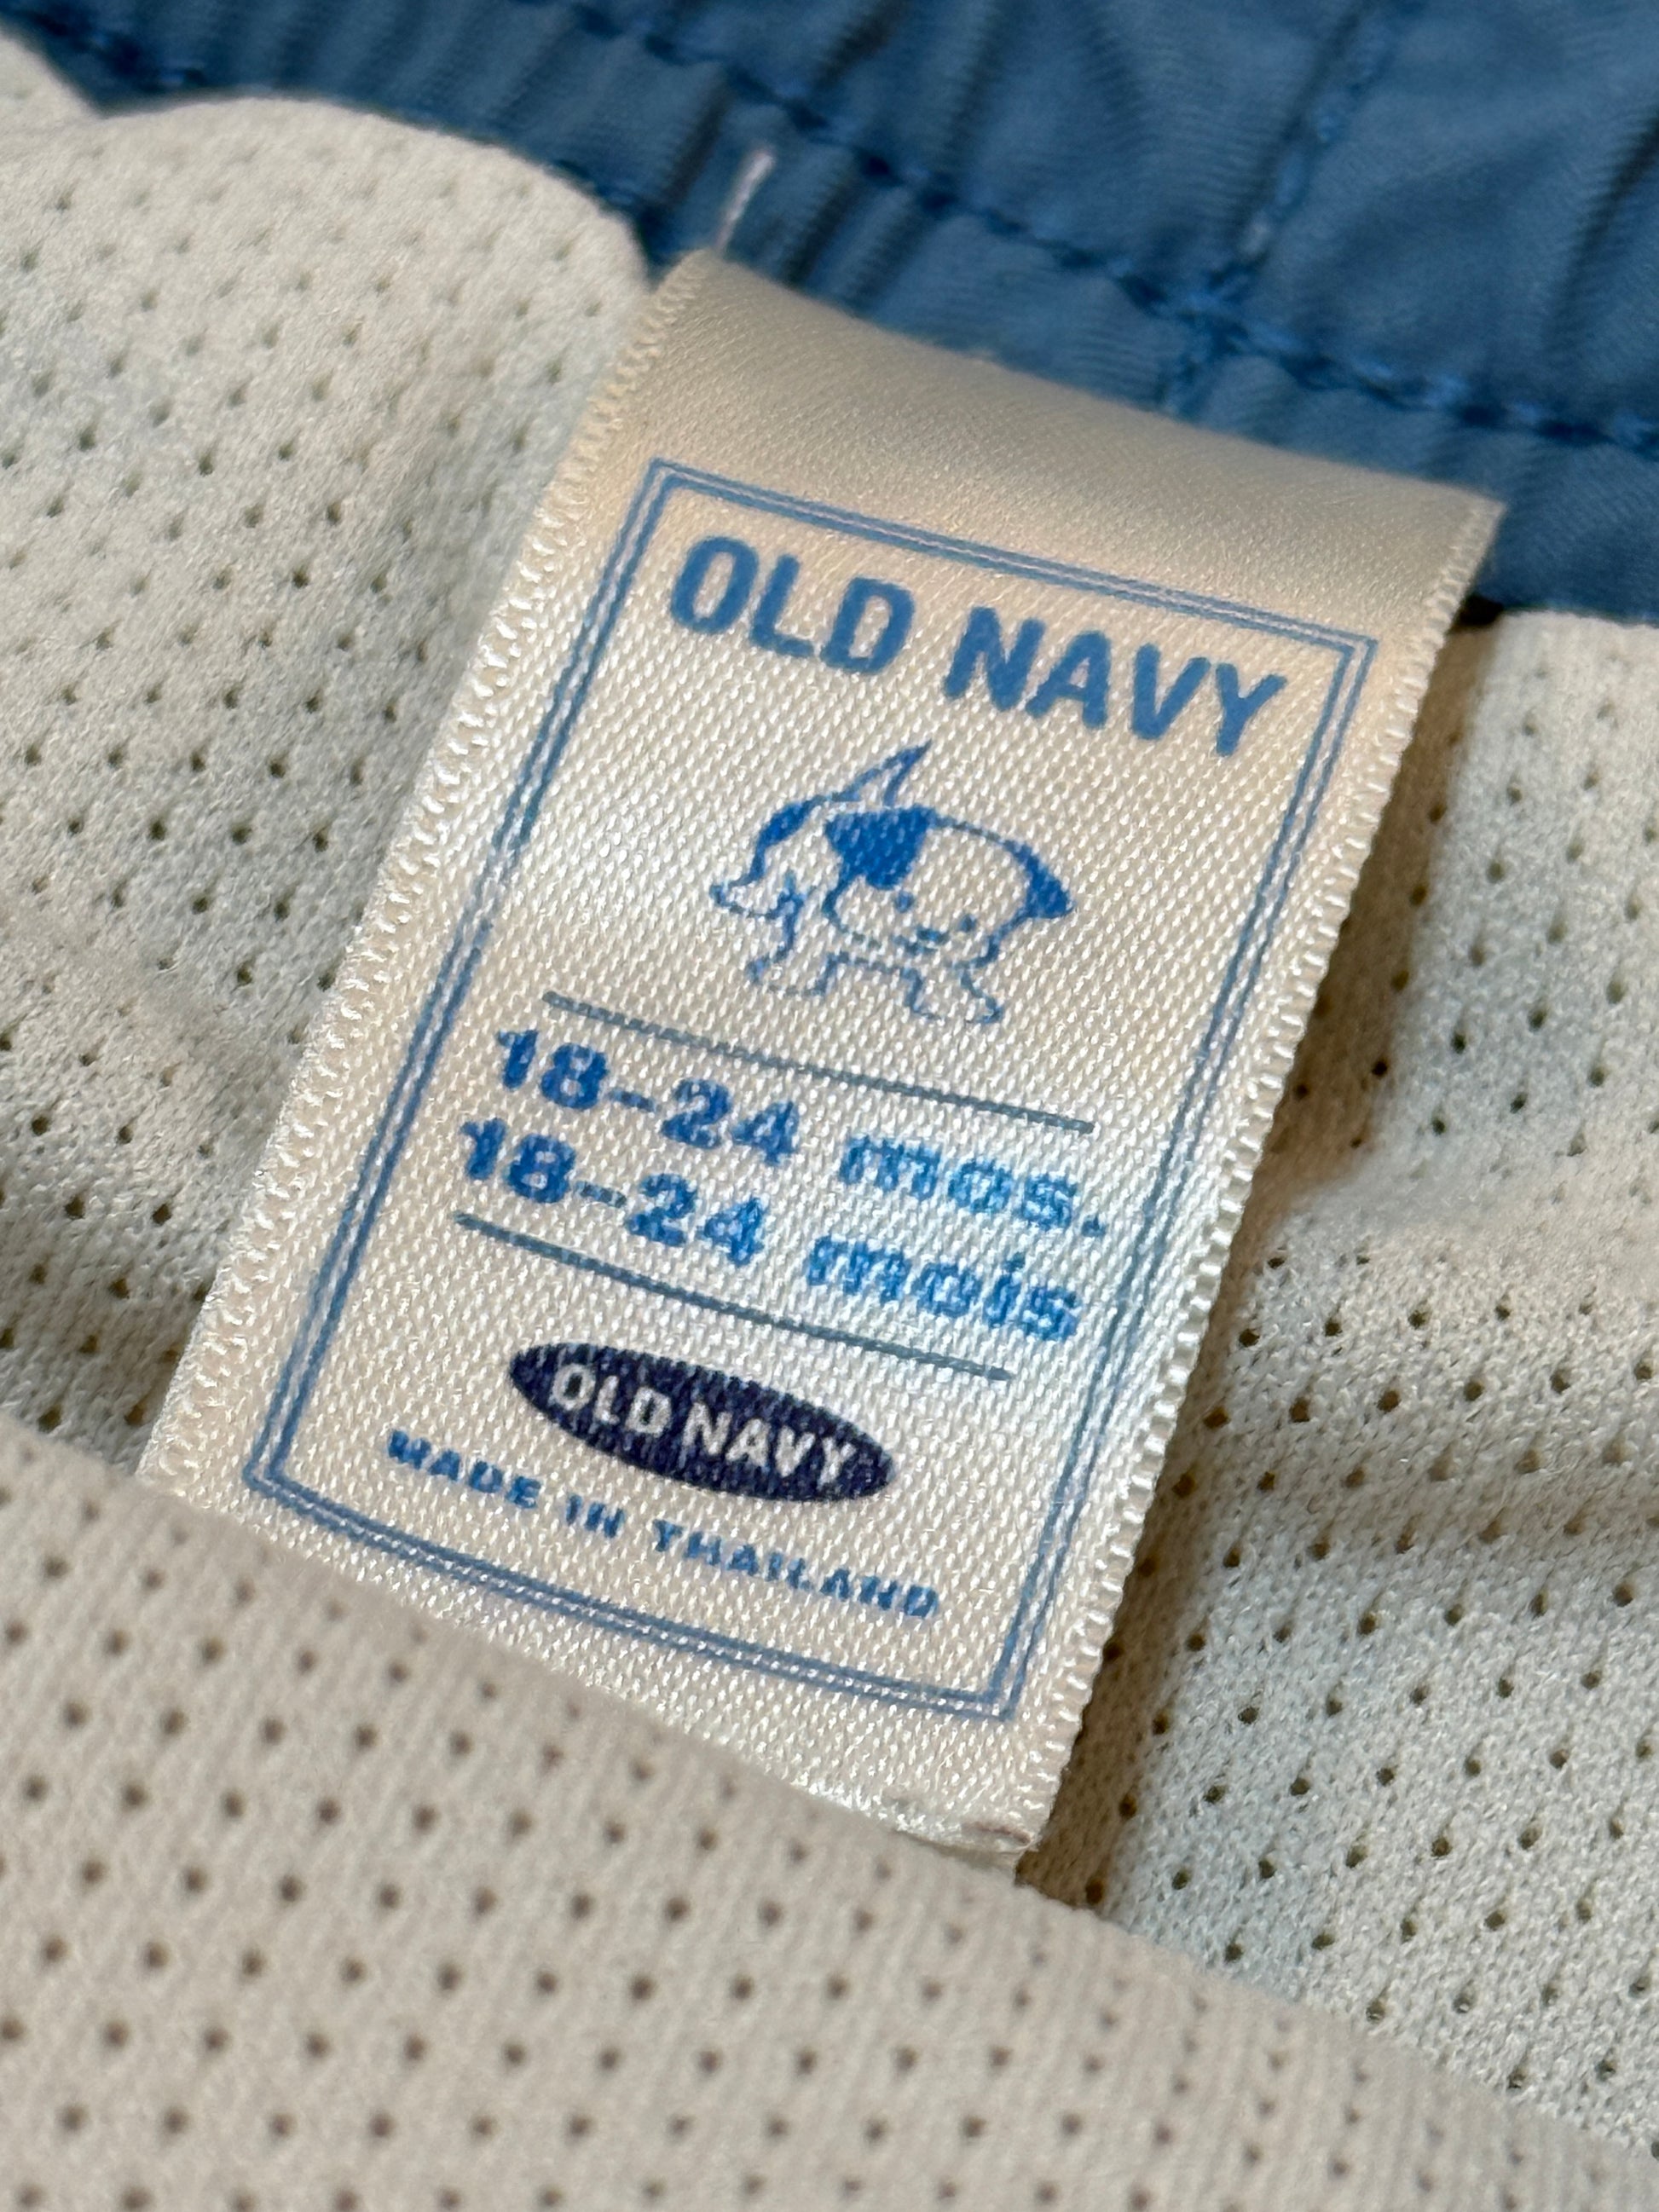 OLD NAVY
18-24 mos.
18-24 mois
OLD NAVY
MADE IN THAILAND